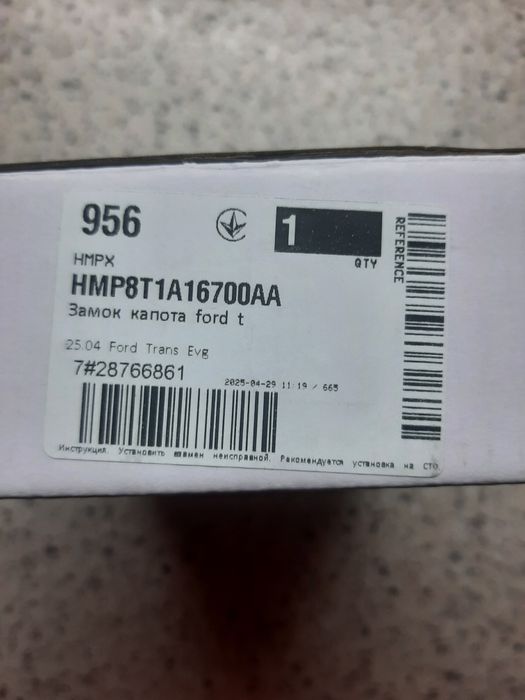 956
1
QTY
REFERENCE
HMPX
HMP8T1A16700AA
Замок капота ford t
25.04 Ford Trans Evg
7#28766861
2025-04-29 11:19 / 665
Инструкция. Установить взамен неисправной. Рекомендуется установка на СТО.